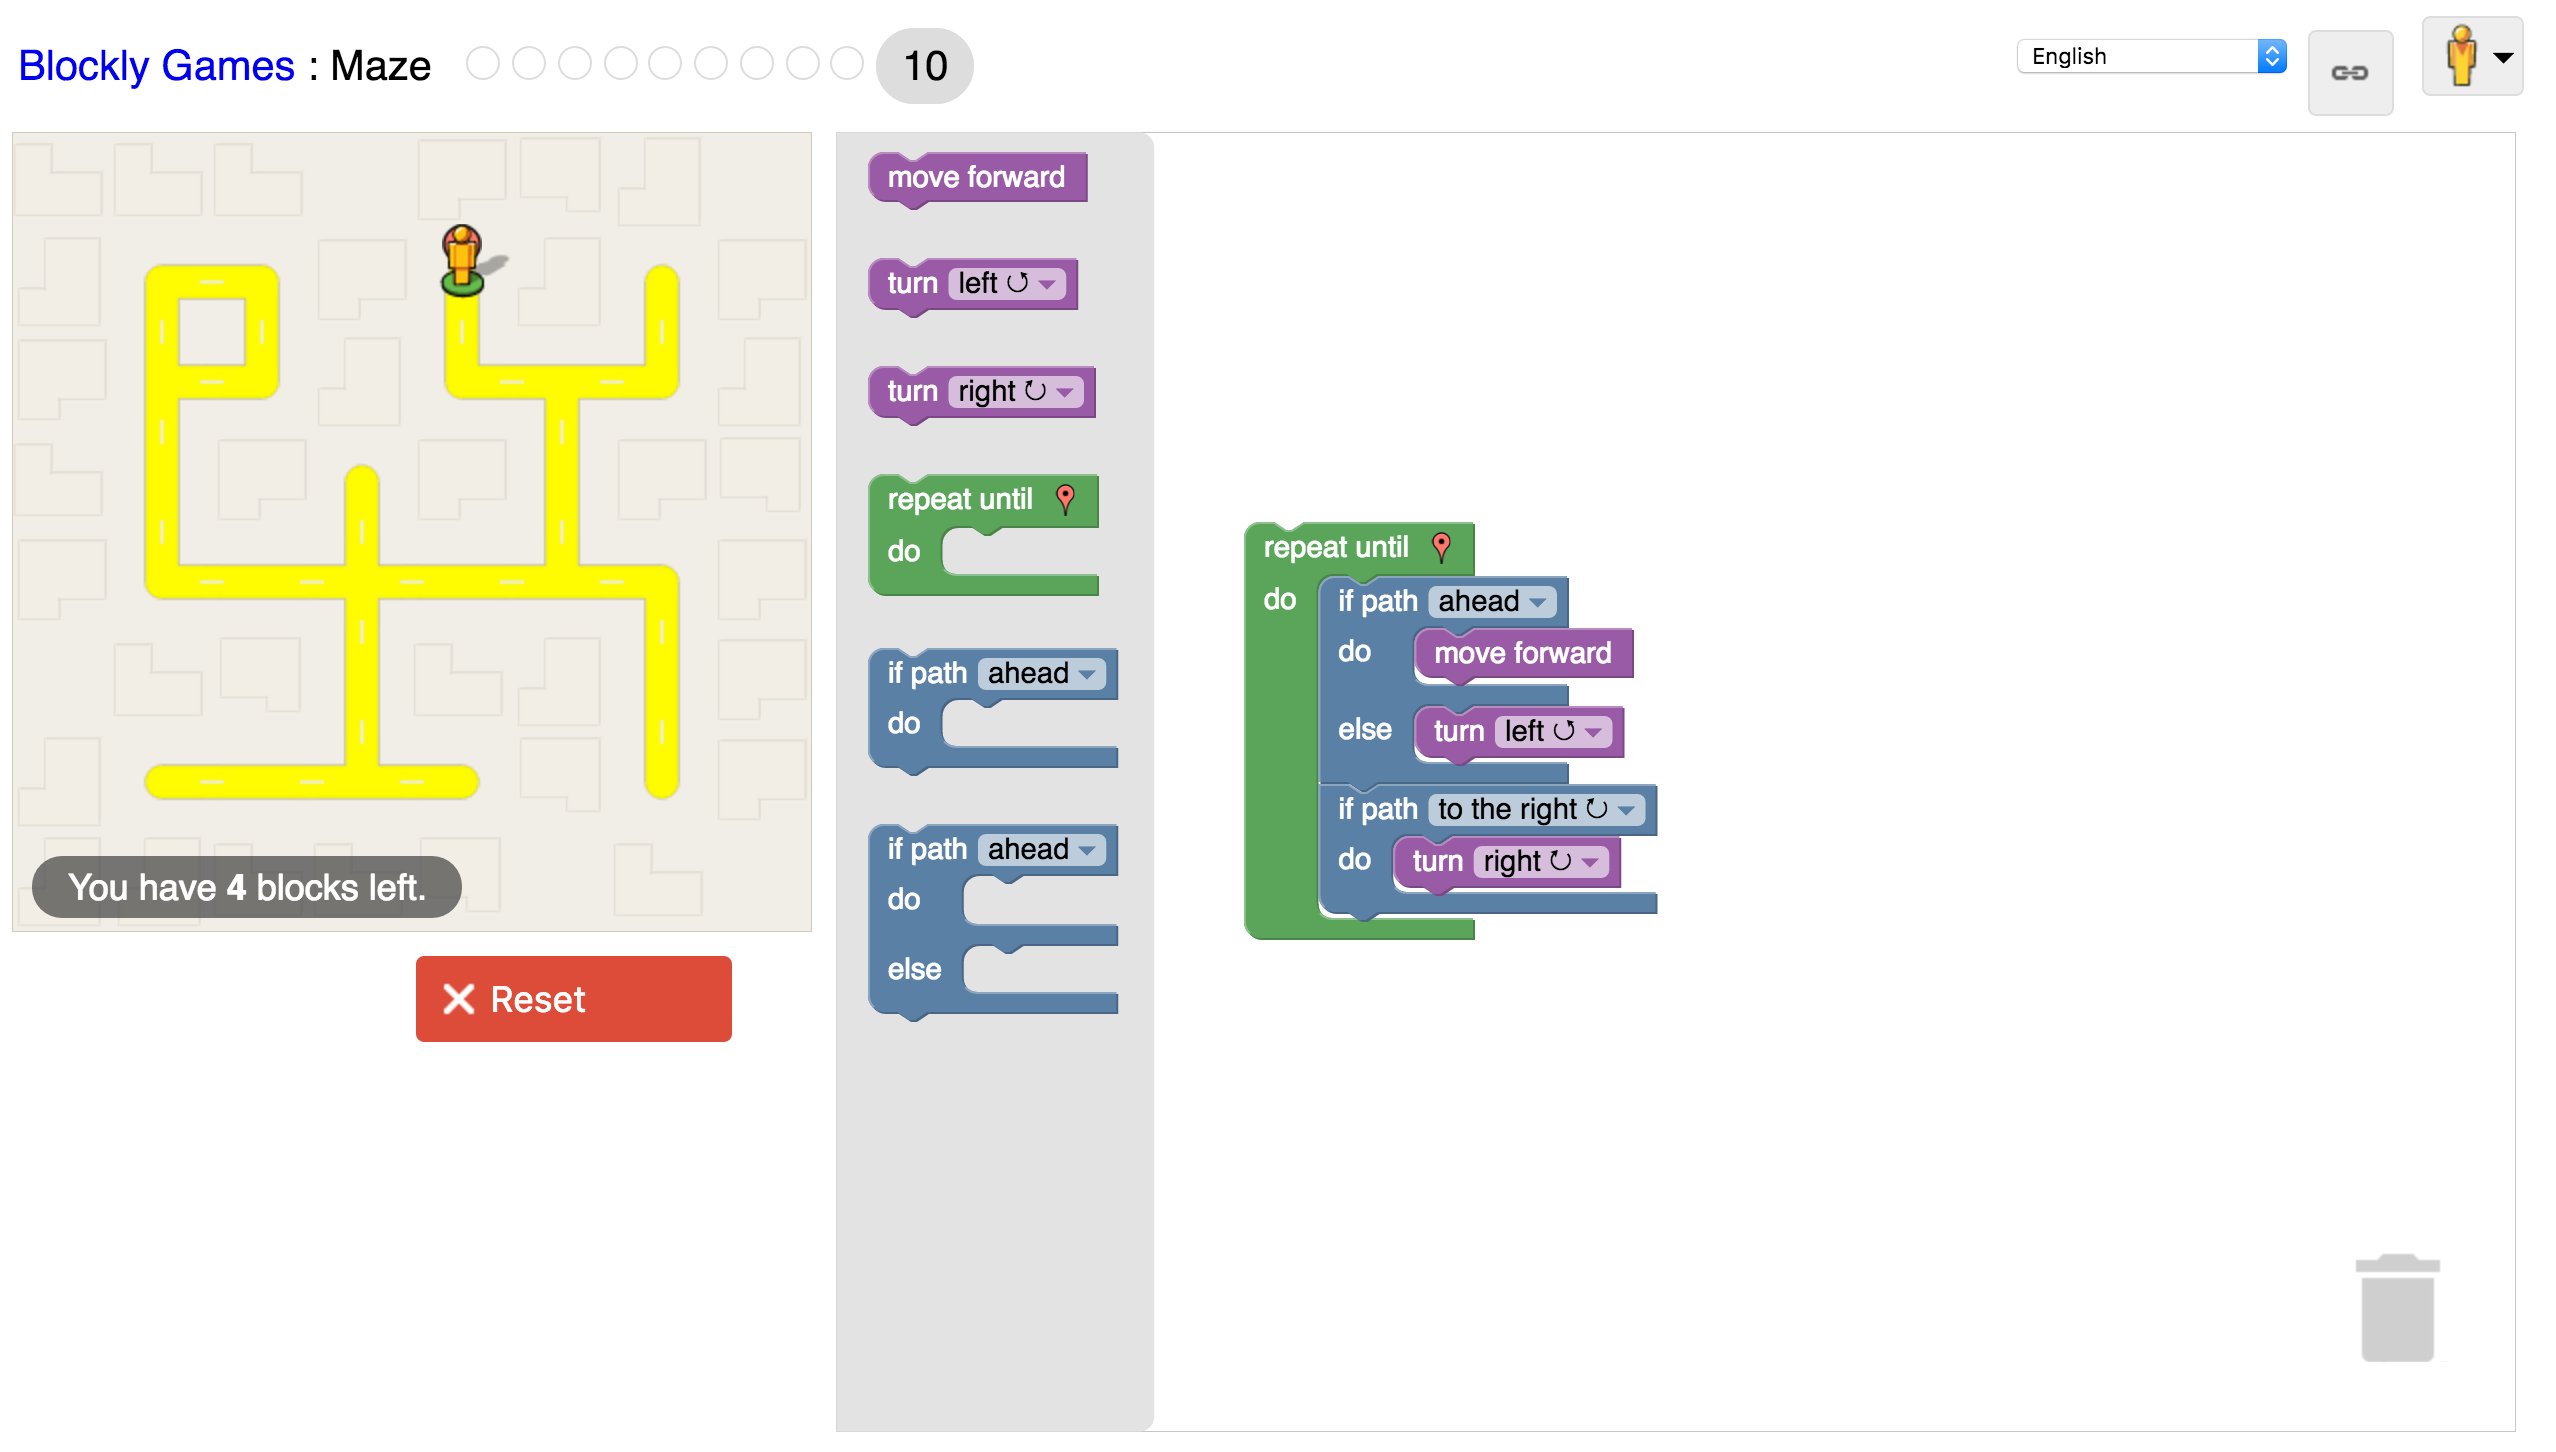 Blockly Games : Maze 10
English
move forward
turn left
turn right
repeat until
do
if path ahead
do
if path ahead
do
else
repeat until
do if path ahead
do move forward
else turn left
if path to the right
do turn right
You have 4 blocks left.
Reset